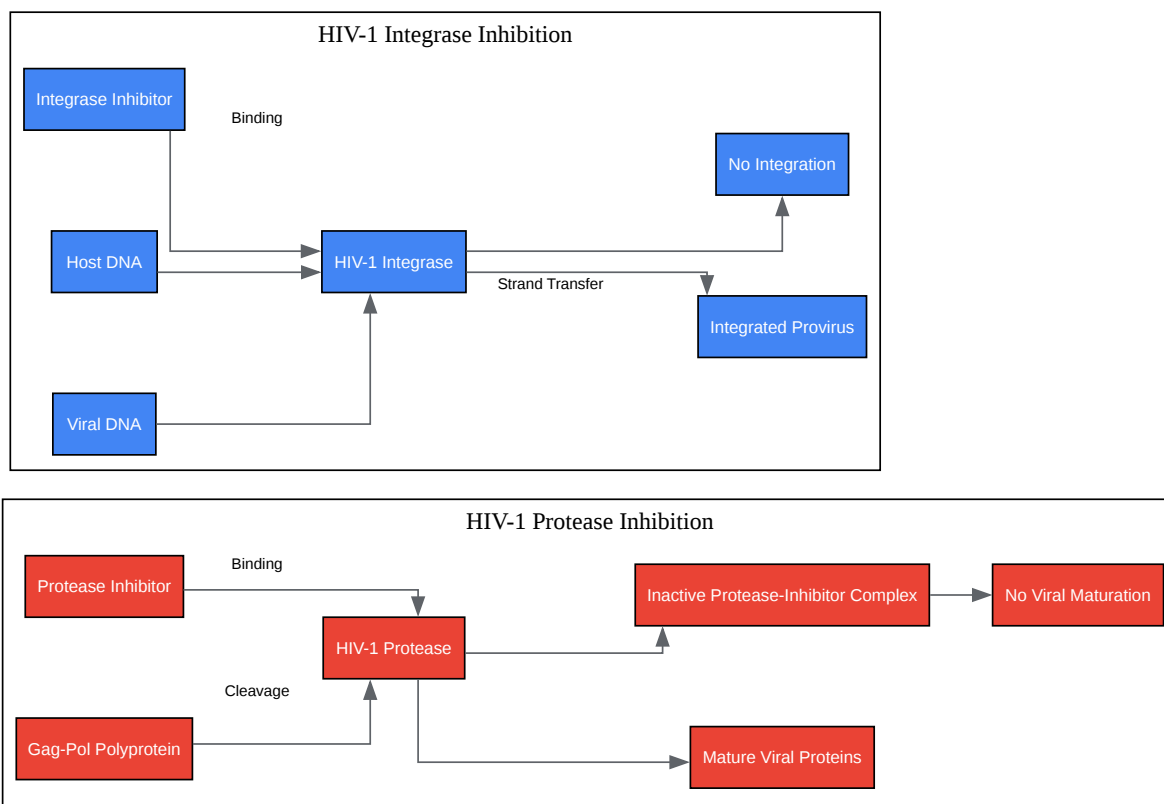 HIV-1 Integrase Inhibition
Integrase Inhibitor
Binding
No Integration
Host DNA
HIV-1 Integrase
Strand Transfer
Integrated Provirus
Viral DNA
HIV-1 Protease Inhibition
Protease Inhibitor
Binding
Inactive Protease-Inhibitor Complex
No Viral Maturation
HIV-1 Protease
Cleavage
Gag-Pol Polyprotein
Mature Viral Proteins